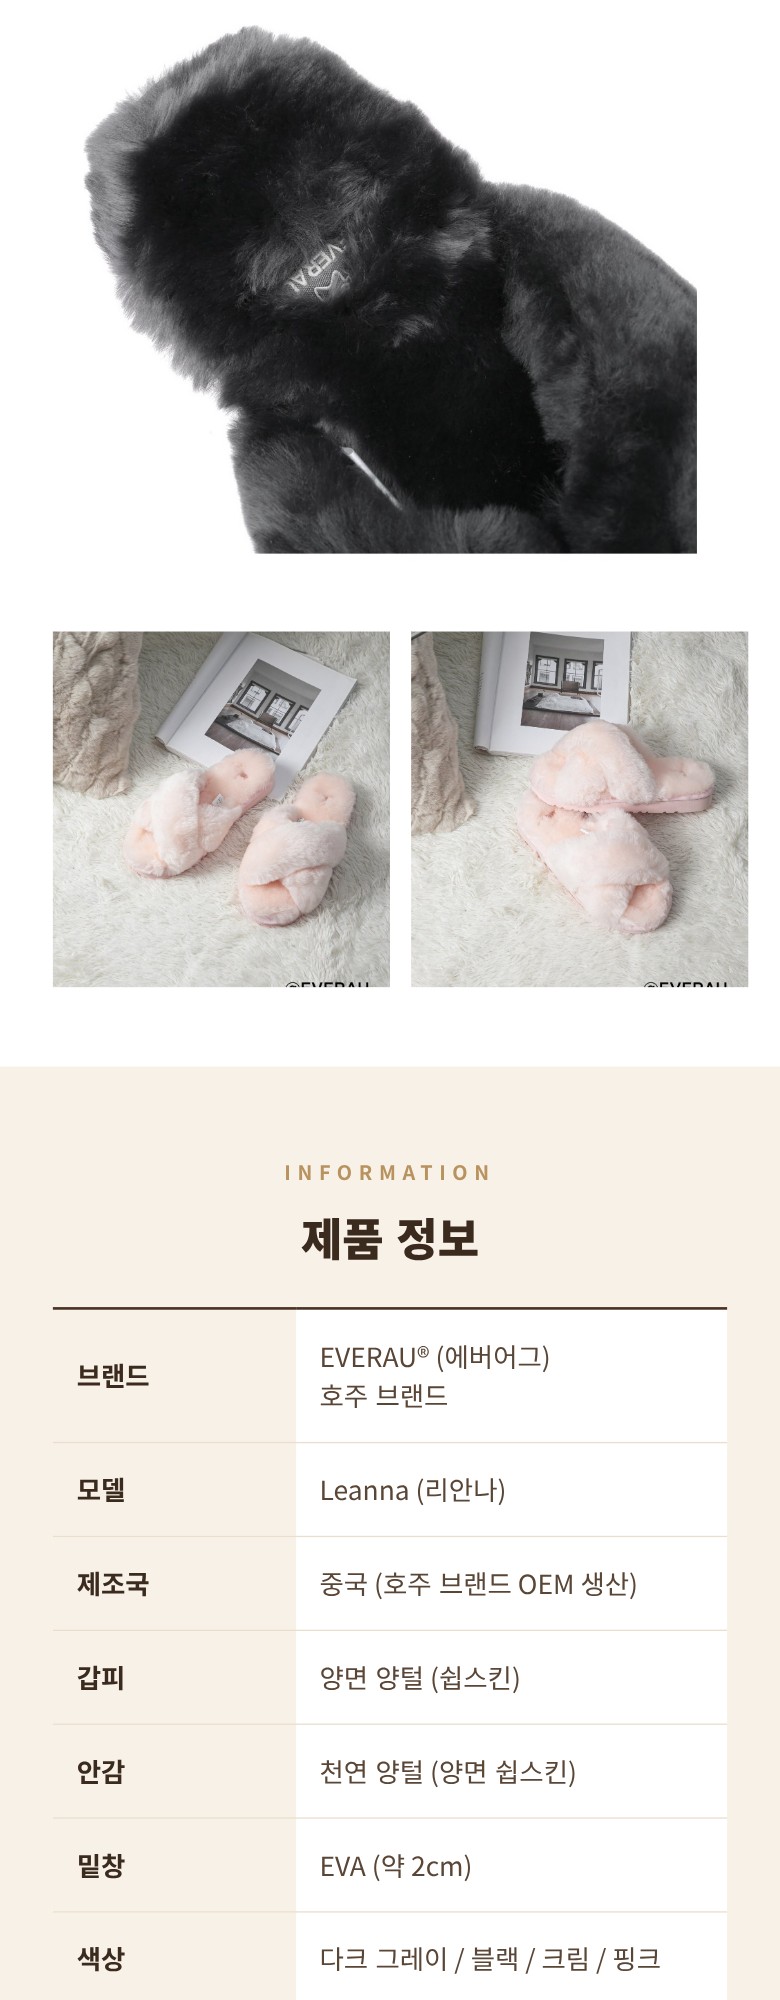 VERA
©EVERAU
©EVERAU
INFORMATION
제품 정보
브랜드
EVERAU® (에버어그)
호주 브랜드
모델
Leanna (리안나)
제조국
중국 (호주 브랜드 OEM 생산)
갑피
양면 양털 (쉽스킨)
안감
천연 양털 (양면 쉽스킨)
밑창
EVA (약 2cm)
색상
다크 그레이 / 블랙 / 크림 / 핑크